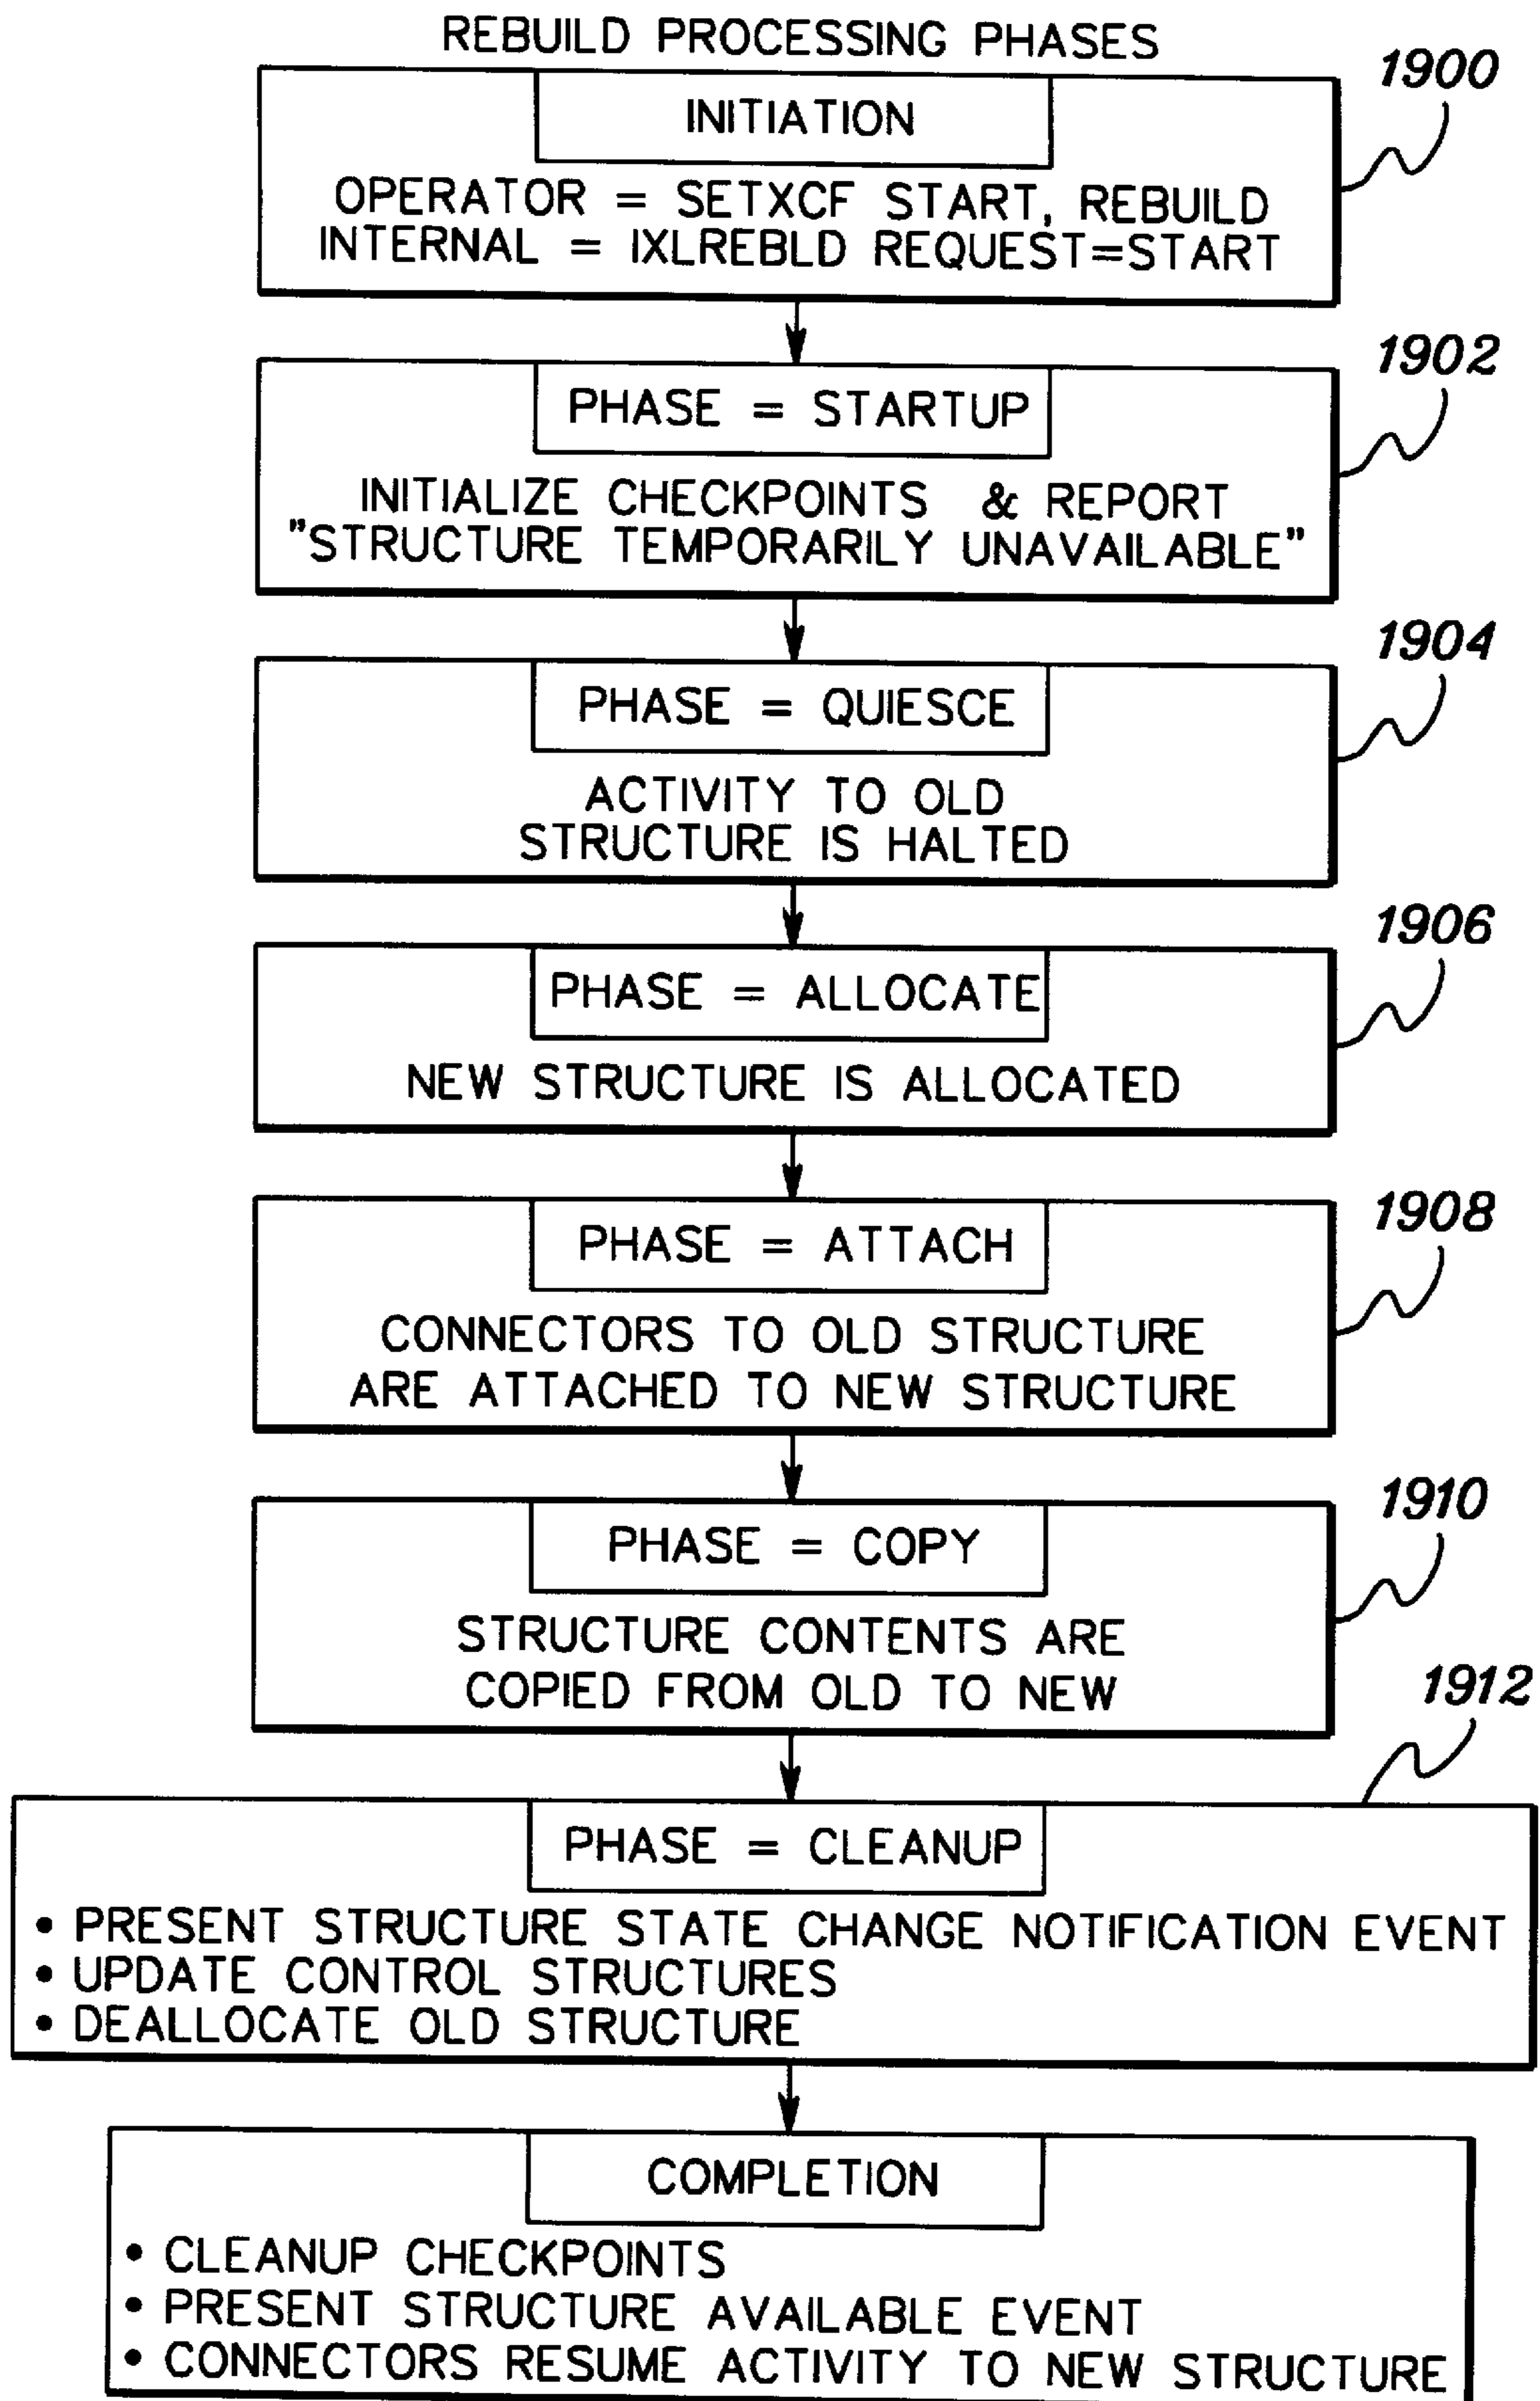 REBUILD PROCESSING PHASES
1900
INITIATION
OPERATOR = SETXCF START, REBUILD
INTERNAL = IXLREBLD REQUEST=START
1902
PHASE = STARTUP
INITIALIZE CHECKPOINTS & REPORT
"STRUCTURE TEMPORARILY UNAVAILABLE"
1904
PHASE = QUIESCE
ACTIVITY TO OLD
STRUCTURE IS HALTED
1906
PHASE = ALLOCATE
NEW STRUCTURE IS ALLOCATED
1908
PHASE = ATTACH
CONNECTORS TO OLD STRUCTURE
ARE ATTACHED TO NEW STRUCTURE
1910
PHASE = COPY
STRUCTURE CONTENTS ARE
COPIED FROM OLD TO NEW
1912
PHASE = CLEANUP
• PRESENT STRUCTURE STATE CHANGE NOTIFICATION EVENT
• UPDATE CONTROL STRUCTURES
• DEALLOCATE OLD STRUCTURE
COMPLETION
• CLEANUP CHECKPOINTS
• PRESENT STRUCTURE AVAILABLE EVENT
• CONNECTORS RESUME ACTIVITY TO NEW STRUCTURE